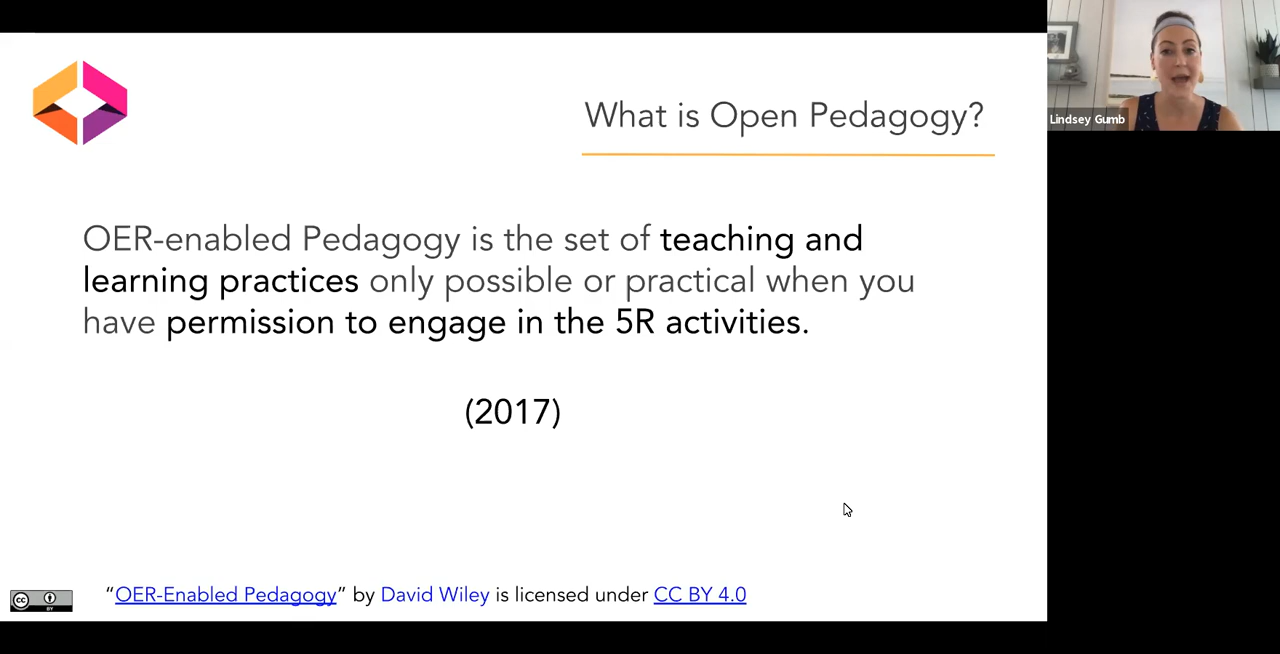 What is Open Pedagogy?
Lindsey Gumb
OER-enabled Pedagogy is the set of teaching and
learning practices only possible or practical when you
have permission to engage in the 5R activities.
(2017)
cc BY
“OER-Enabled Pedagogy” by David Wiley is licensed under CC BY 4.0